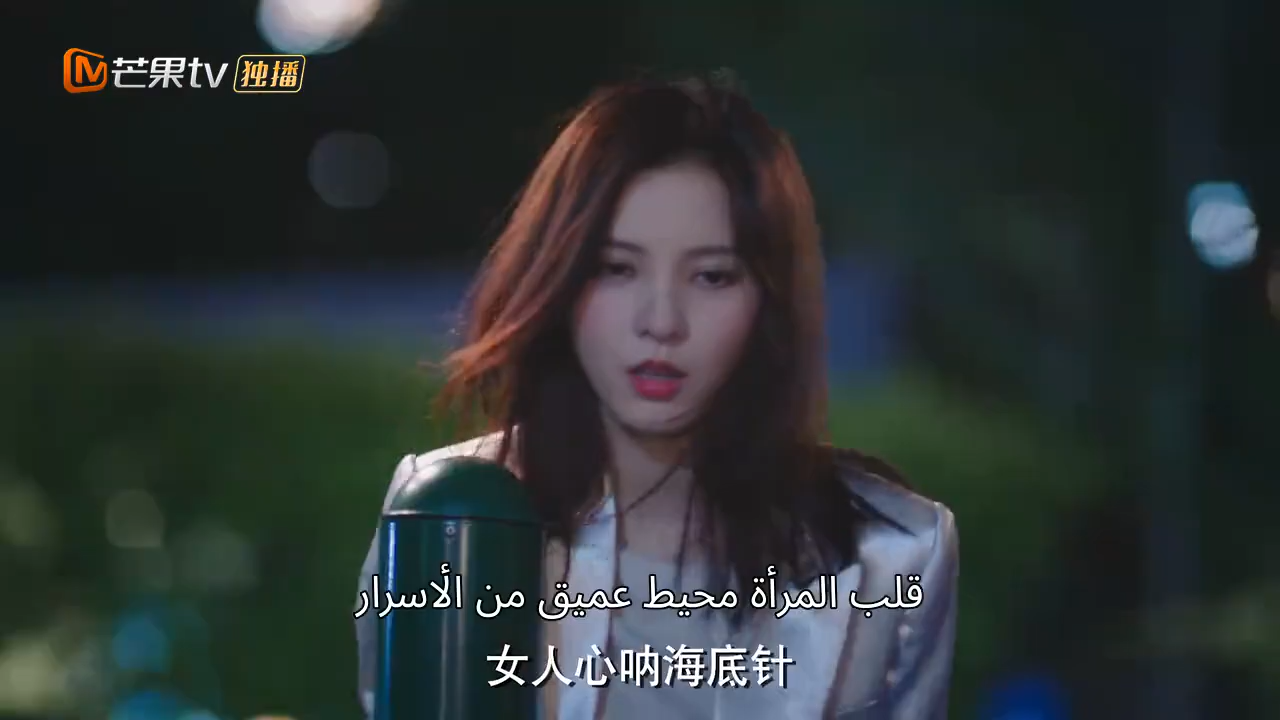 芒果tv 独播
قلب المرأة محيط عميق من الأسرار
女人心呐海底针